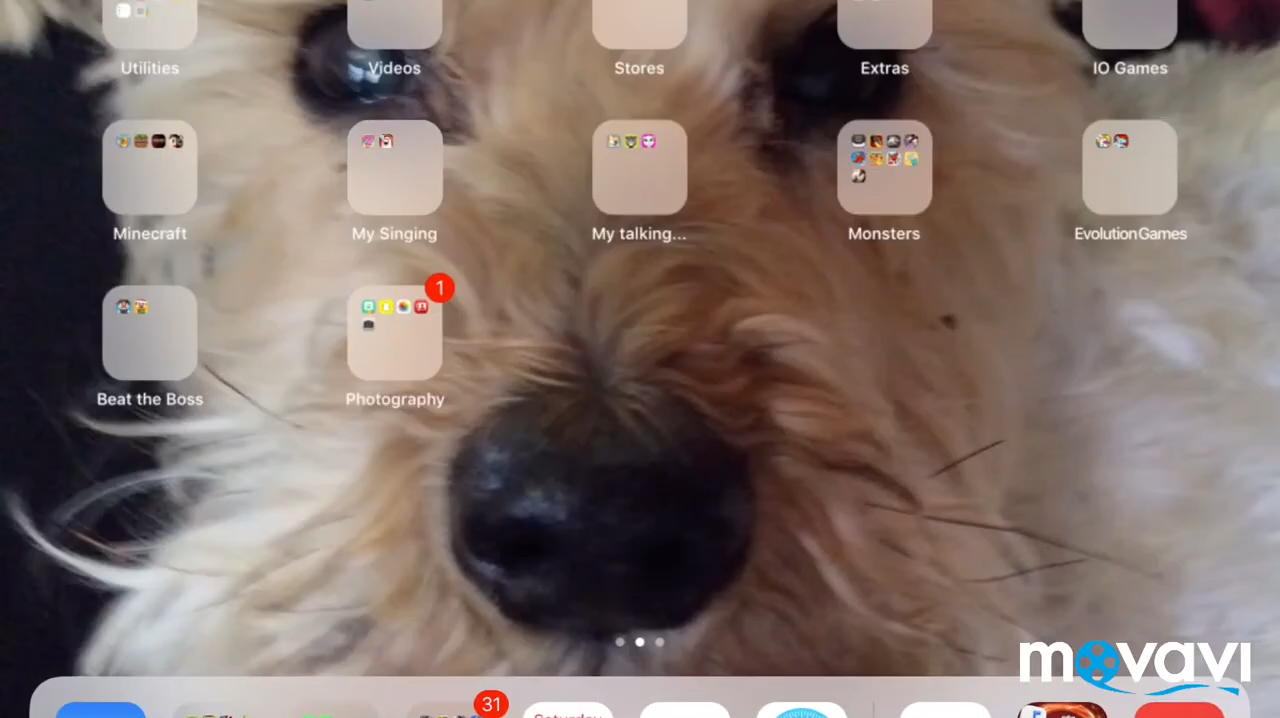 Utilities Videos Stores Extras IO Games
Minecraft My Singing My talking... Monsters EvolutionGames
1
Beat the Boss Photography
movavi
31
Saturday